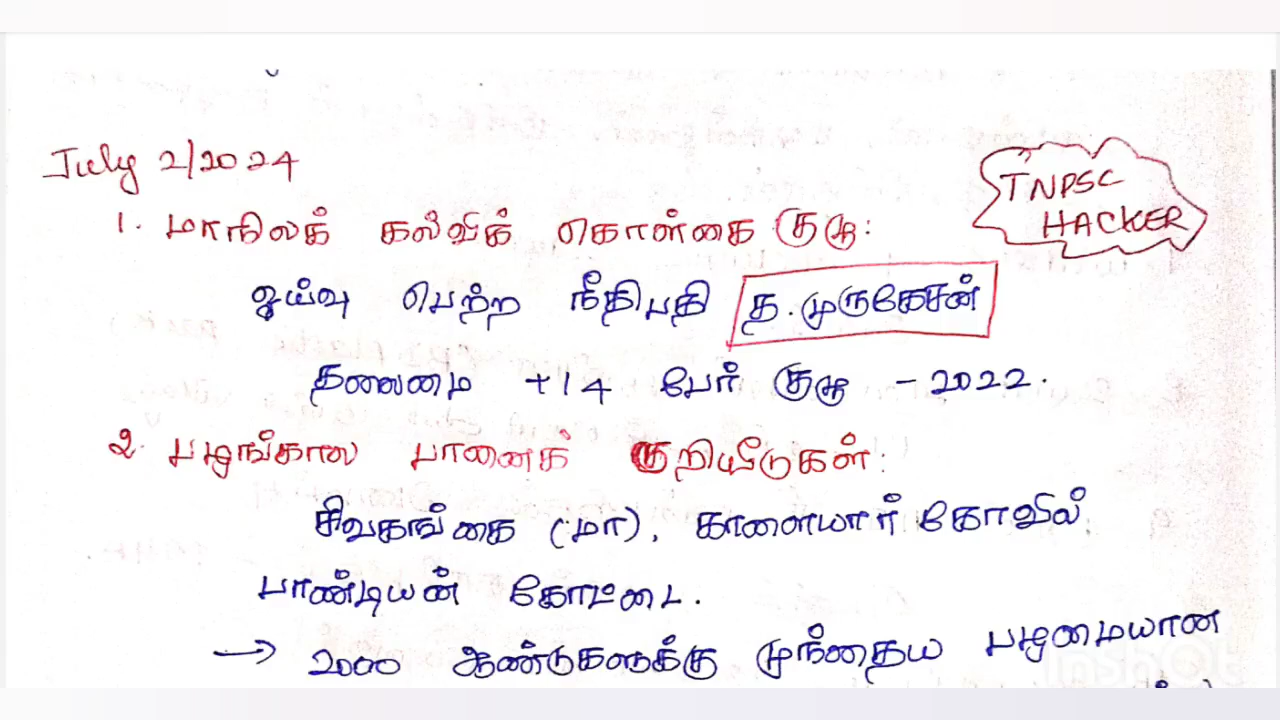 July 2/2024
TNPSC
HACKER
1. மாநிலக் கல்விக் கொள்கை குழு:
ஓய்வு பெற்ற நீதிபதி த.முருகேசன்
தலைமை +14 பேர் குழு - 2022.
2. பழங்கால பானைக் குறியீடுகள்:
சிவகங்கை (மா), காளையார் கோவில்
பாண்டியன் கோட்டை.
→ 2000 ஆண்டுகளுக்கு முந்தைய பழமையான
inshot